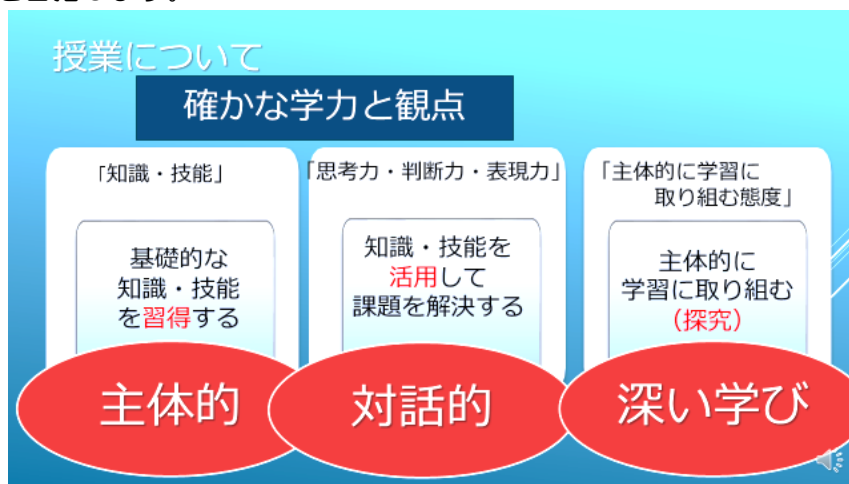 授業について
確かな学力と観点
「知識・技能」
基礎的な
知識・技能
を習得する
「思考力・判断力・表現力」
知識・技能を
活用して
課題を解決する
「主体的に学習に
取り組む態度」
主体的に
学習に取り組む
（探究）
主体的
対話的
深い学び